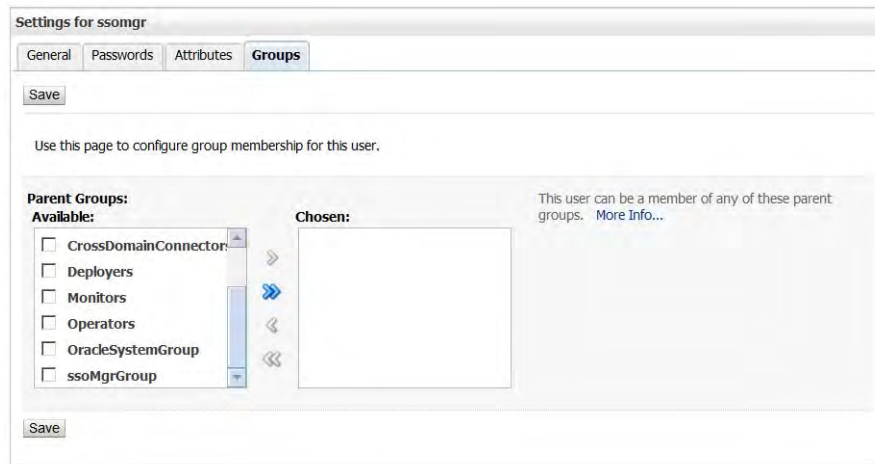 Settings for ssomgr
General Passwords Attributes Groups
Save
Use this page to configure group membership for this user.
Parent Groups:
Available:
CrossDomainConnectors
Deployers
Monitors
Operators
OracleSystemGroup
ssoMgrGroup
Chosen:
This user can be a member of any of these parent
groups. More Info...
Save